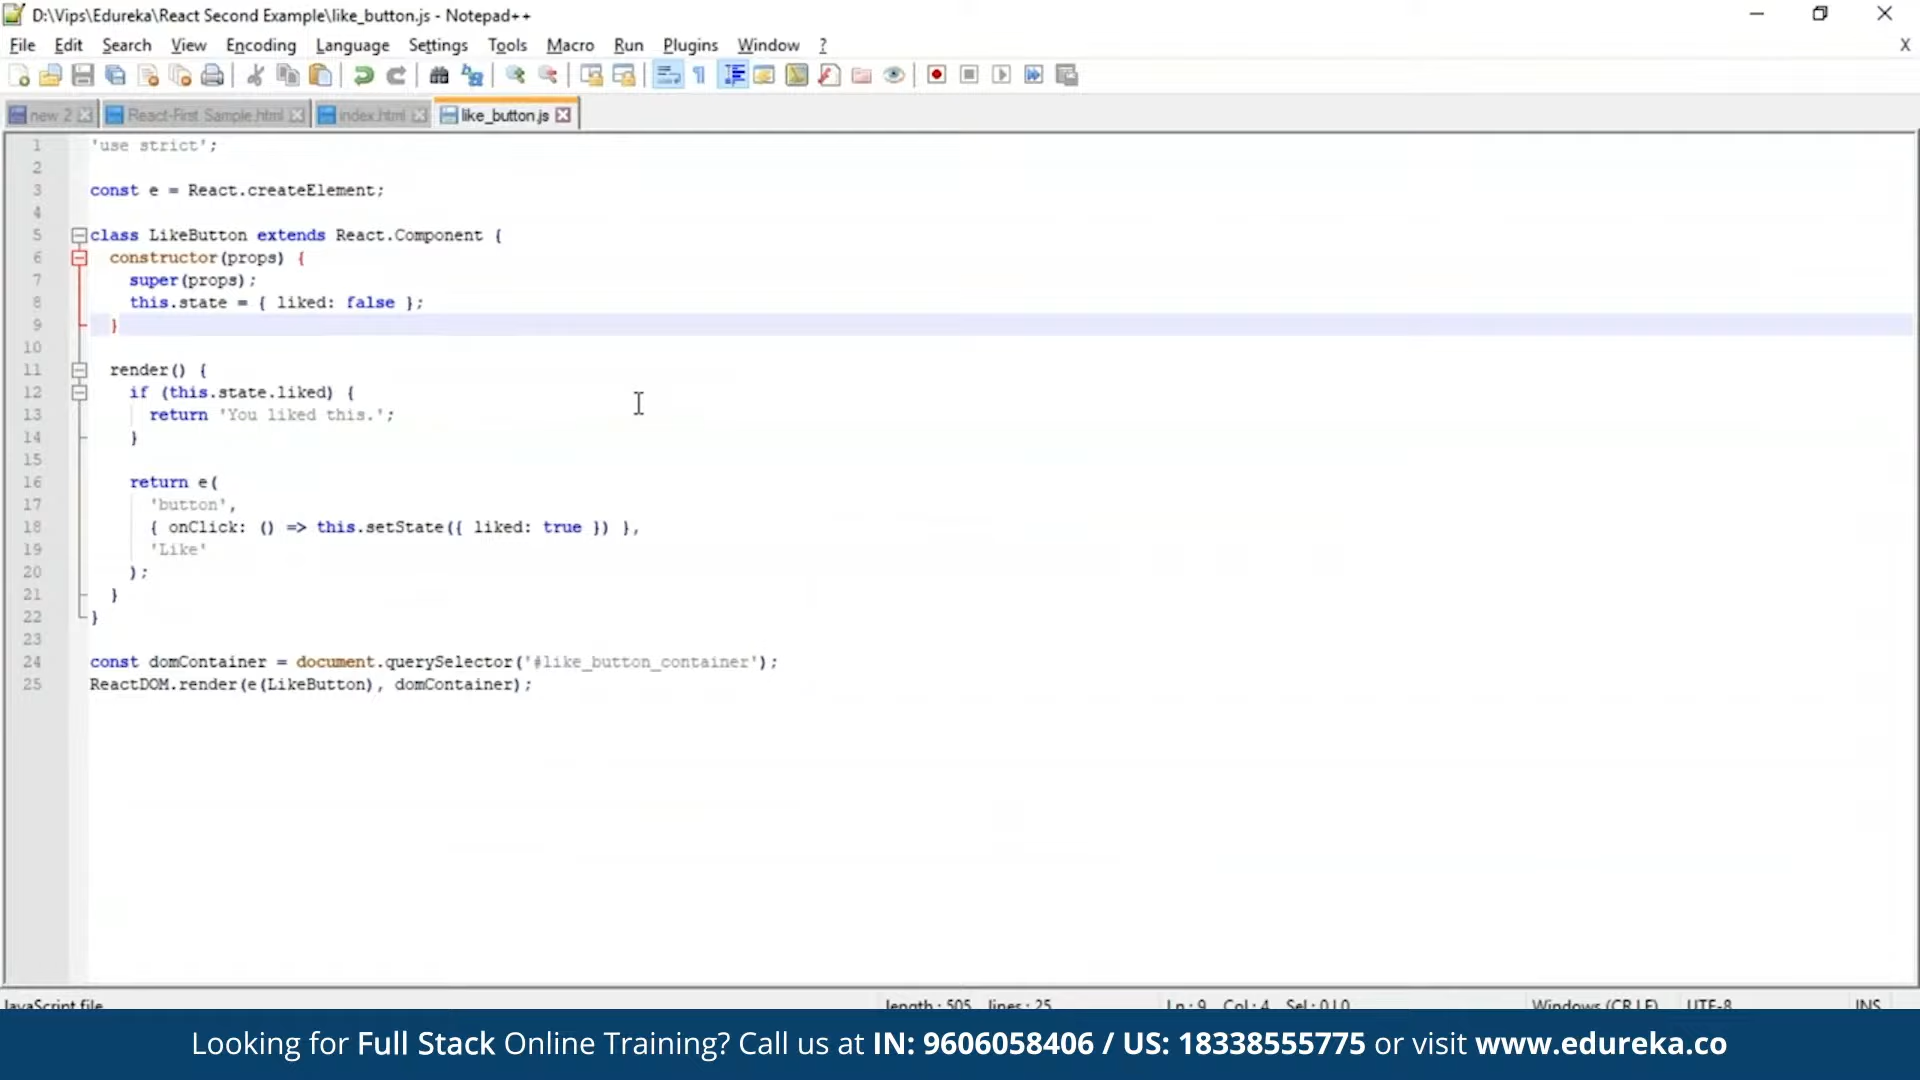 D:\Vips\Edureka\React Second Example\like_button.js - Notepad++
File Edit Search View Encoding Language Settings Tools Macro Run Plugins Window ? X
new 2 React-First Sample.html index.html like_button.js
1 'use strict';
2
3 const e = React.createElement;
4
5 class LikeButton extends React.Component {
6 constructor(props) {
7 super(props);
8 this.state = { liked: false };
9 }
10
11 render() {
12 if (this.state.liked) {
13 return 'You liked this.';
14 }
15
16 return e(
17 'button',
18 { onClick: () => this.setState({ liked: true }) },
19 'Like'
20 );
21 }
22 }
23
24 const domContainer = document.querySelector('#like_button_container');
25 ReactDOM.render(e(LikeButton), domContainer);
JavaScript file length : 505 lines : 25 Ln : 9 Col : 4 Sel : 0 | 0 Windows (CR LF) UTF-8 INS
Looking for Full Stack Online Training? Call us at IN: 9606058406 / US: 18338555775 or visit www.edureka.co